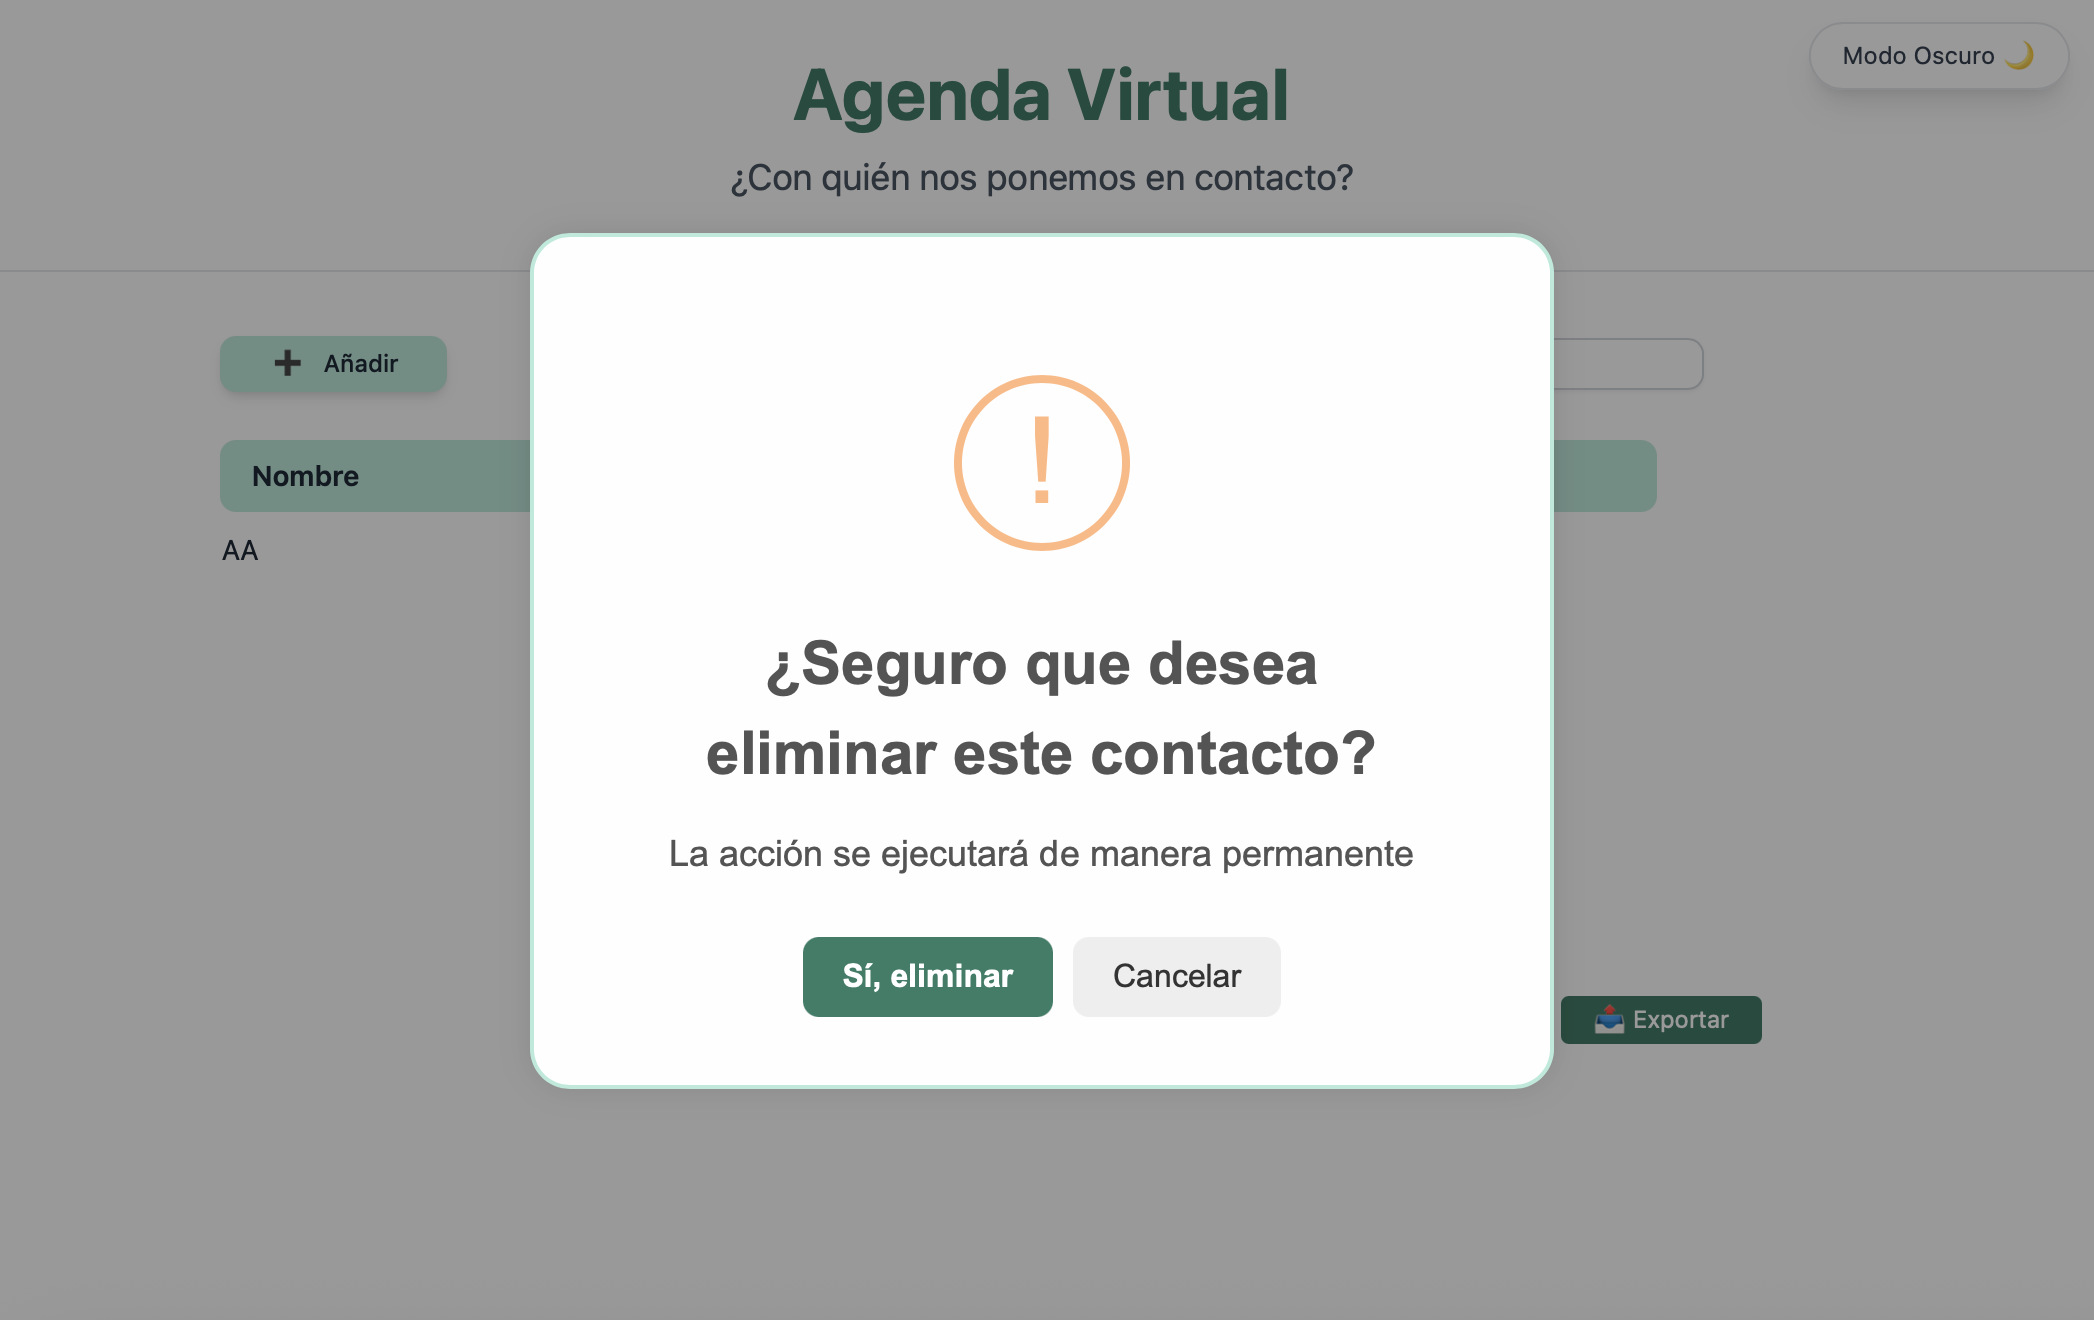 Modo Oscuro 🌙
Agenda Virtual
¿Con quién nos ponemos en contacto?
➕ Añadir
Nombre
AA
!
¿Seguro que desea
eliminar este contacto?
La acción se ejecutará de manera permanente
Sí, eliminar
Cancelar
📤 Exportar